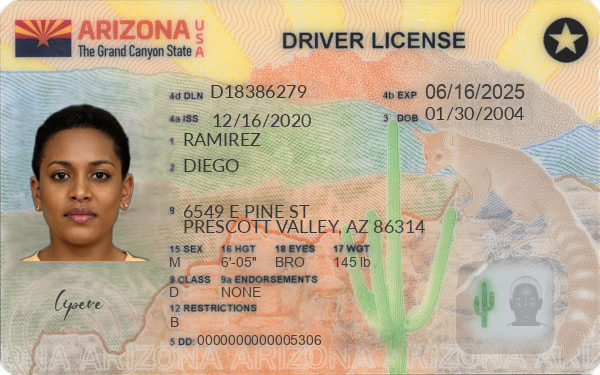 ARIZONA USA
The Grand Canyon State
DRIVER LICENSE
4d DLN D18386279
4b EXP 06/16/2025
4a ISS 12/16/2020
3 DOB 01/30/2004
1 RAMIREZ
2 DIEGO
8 6549 E PINE ST
PRESCOTT VALLEY, AZ 86314
15 SEX 16 HGT 18 EYES 17 WGT
M 6'-05" BRO 145 lb
9 CLASS 9a ENDORSEMENTS
D NONE
12 RESTRICTIONS
B
5 DD: 0000000000005306
ARIZONA ARIZONA ARIZONA ARIZONA